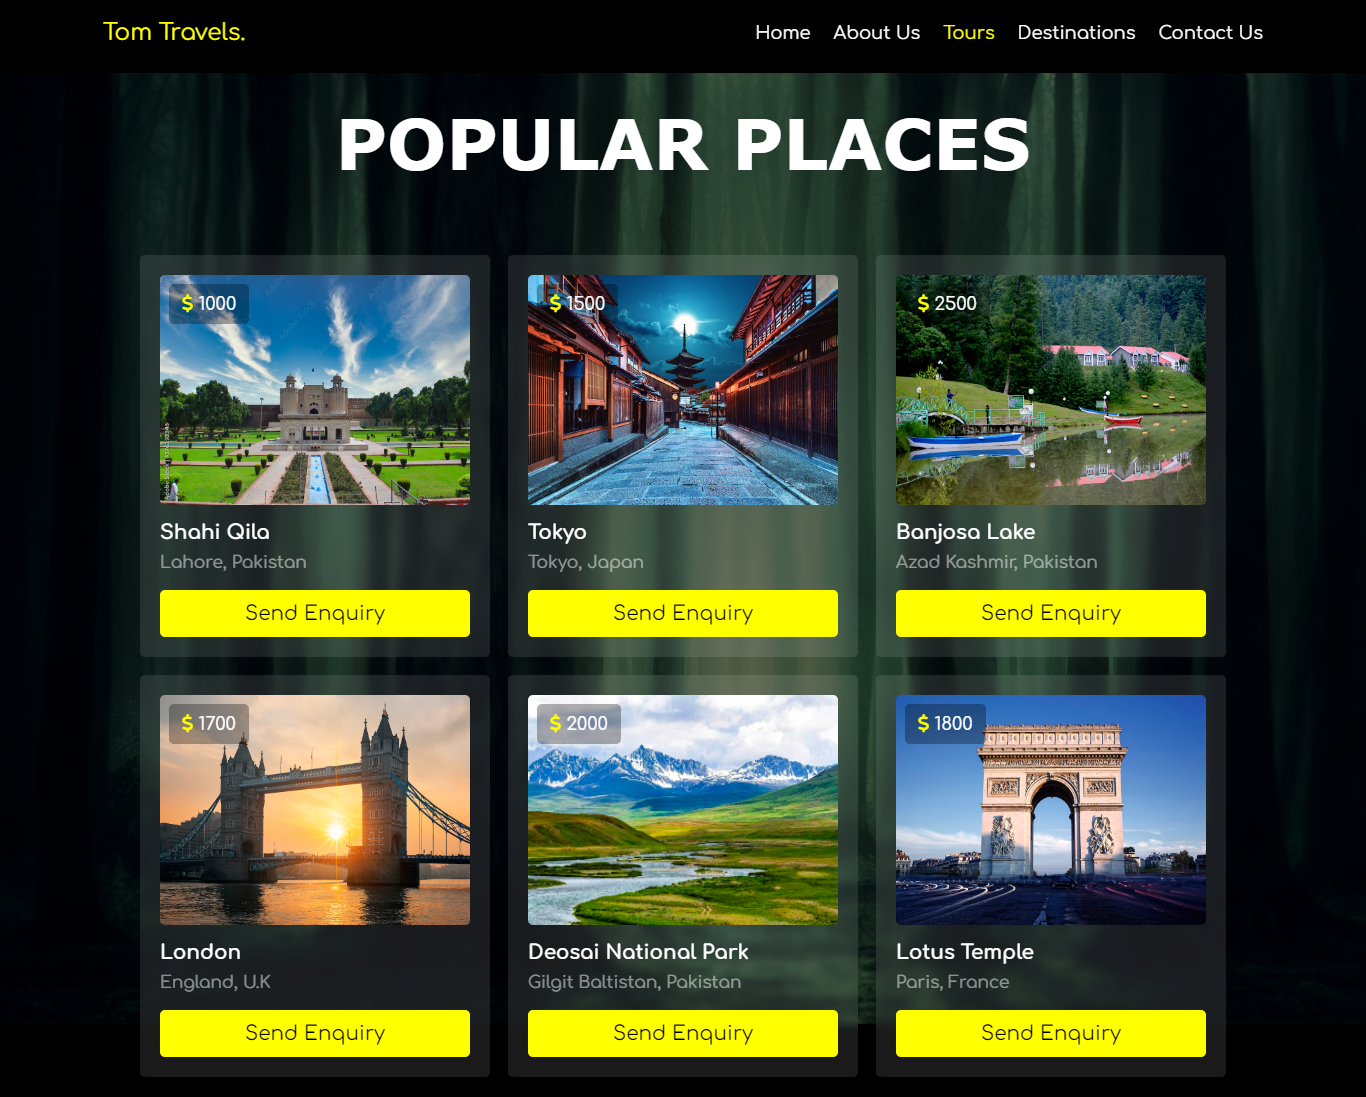 Tom Travels.
Home About Us Tours Destinations Contact Us
POPULAR PLACES
$ 1000
$ 1500
$ 2500
Shahi Qila
Tokyo
Banjosa Lake
Lahore, Pakistan
Tokyo, Japan
Azad Kashmir, Pakistan
Send Enquiry
Send Enquiry
Send Enquiry
$ 1700
$ 2000
$ 1800
London
Deosai National Park
Lotus Temple
England, U.K
Gilgit Baltistan, Pakistan
Paris, France
Send Enquiry
Send Enquiry
Send Enquiry